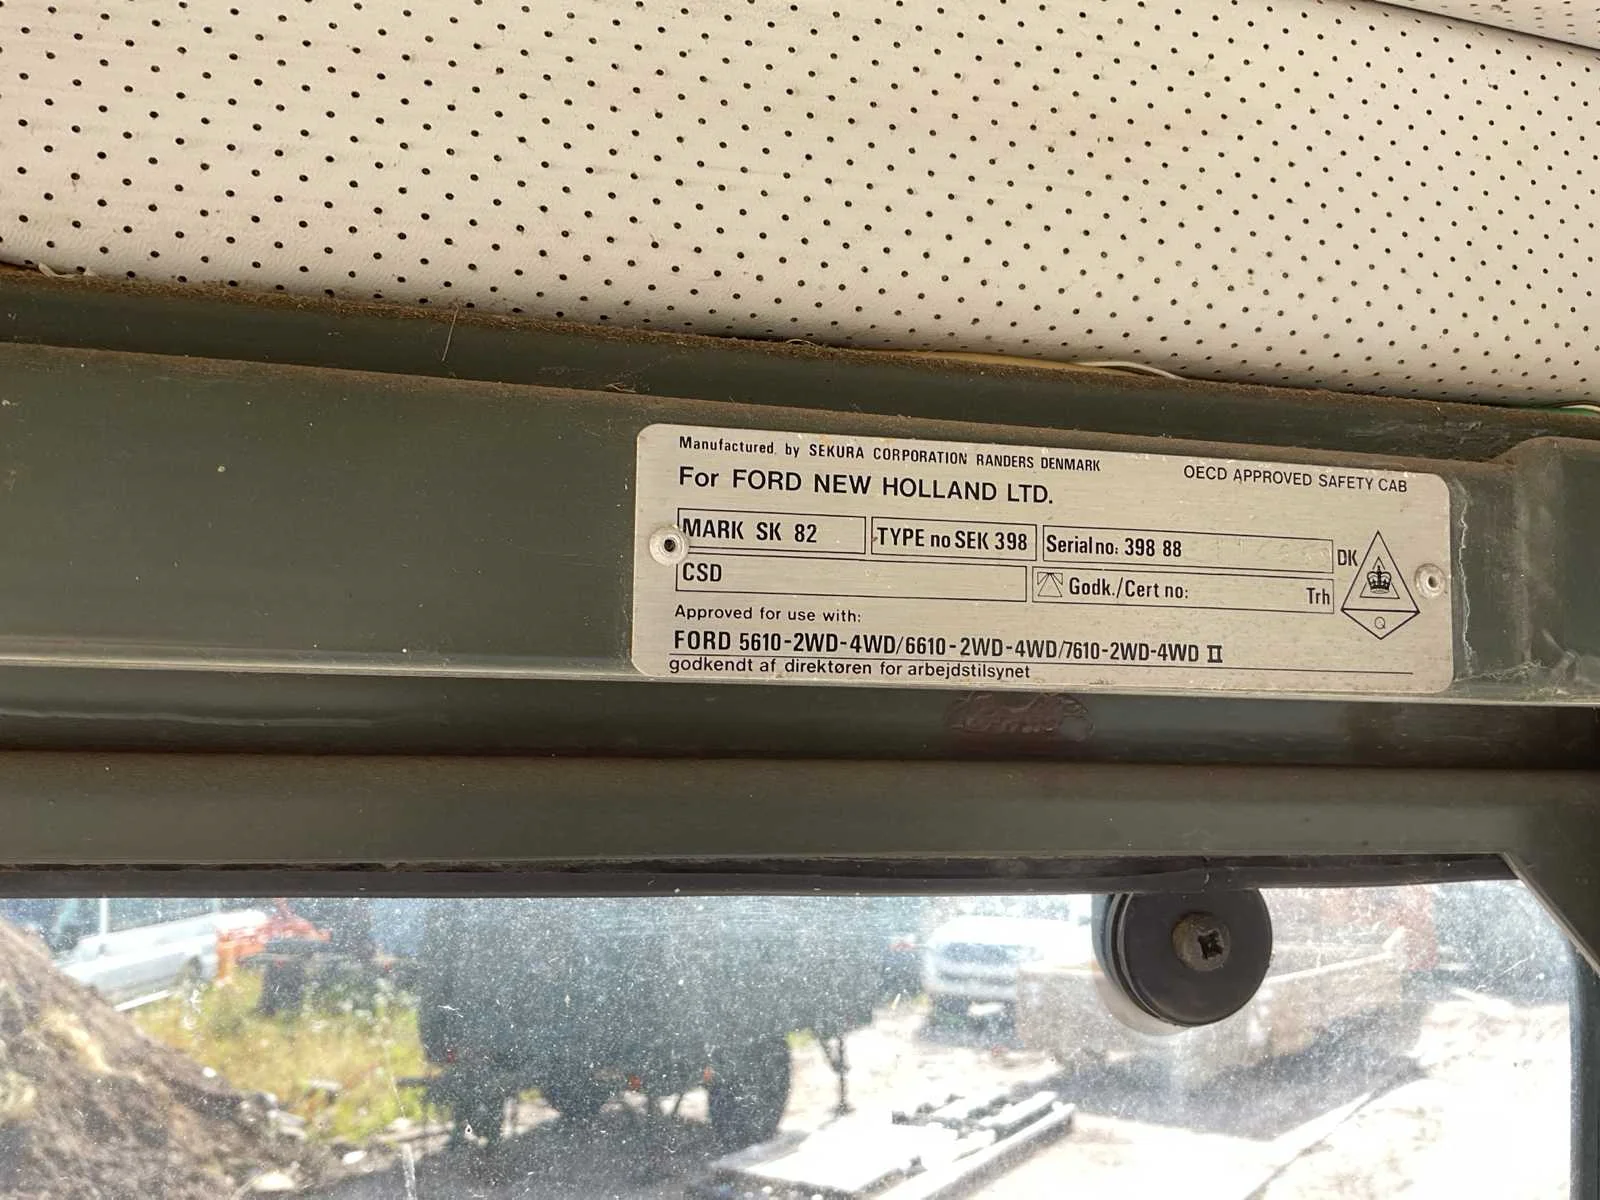 Manufactured by SEKURA CORPORATION RANDERS DENMARK
OECD APPROVED SAFETY CAB
For FORD NEW HOLLAND LTD.
MARK SK 82
TYPE no SEK 398
Serial no: 398 88
DK
CSD
Godk./Cert no:
Trh
Q
Approved for use with:
FORD 5610-2WD-4WD/6610-2WD-4WD/7610-2WD-4WD II
godkendt af direktøren for arbejdstilsynet